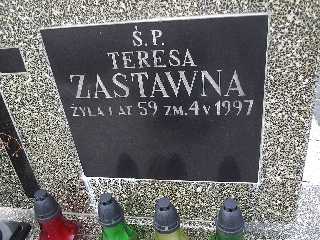 Ś.P.
TERESA
ZASTAWNA
ŻYŁA LAT 59 ZM. 4 V 1997